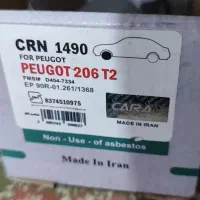 CRN 1490
FOR PEUGOT
PEUGOT 206 T2
FMSI# D464-7334
EP 90R-01.261/1368
8374510975
CARA
MADE IN IRAN
Non - Use - of asbestos
Made In Iran